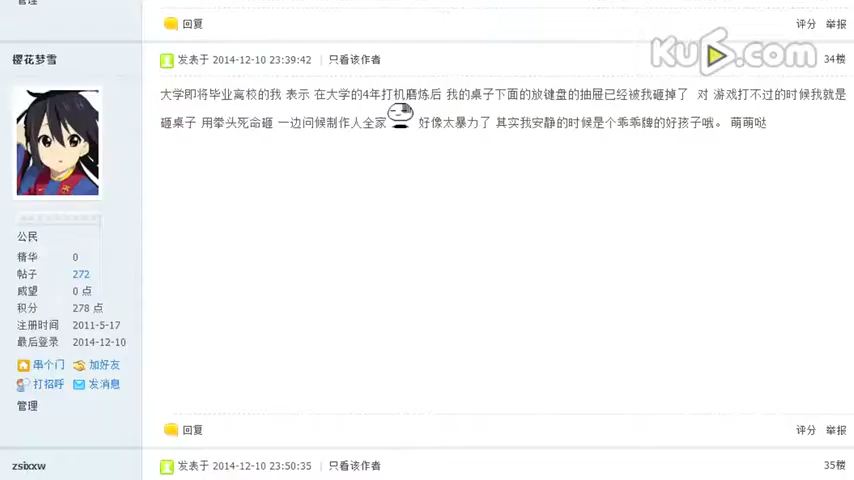 管理
回复
评分 举报
Ku6.com
樱花梦雪
发表于 2014-12-10 23:39:42 | 只看该作者
34楼
大学即将毕业离校的我 表示 在大学的4年打机磨炼后 我的桌子下面的放键盘的抽屉已经被我砸掉了 对 游戏打不过的时候我就是
砸桌子 用拳头死命砸 一边问候制作人全家 好像太暴力了 其实我安静的时候是个乖乖牌的好孩子哦。 萌萌哒
公民
精华 0
帖子 272
威望 0 点
积分 278 点
注册时间 2011-5-17
最后登录 2014-12-10
串个门 加好友
打招呼 发消息
管理
回复
评分 举报
zsixxw
发表于 2014-12-10 23:50:35 | 只看该作者
35楼